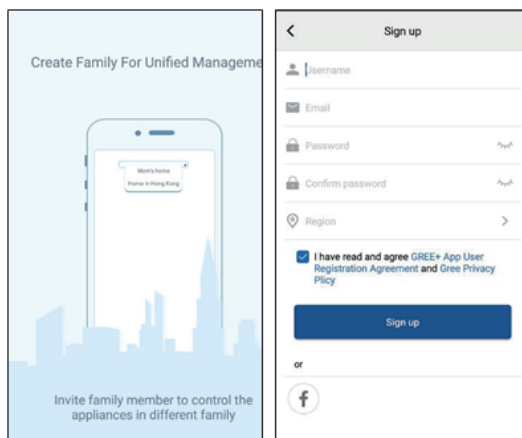 Create Family For Unified Manageme
Mom's home
Home in Hong Kong
Invite family member to control the
appliances in different family
Sign up
Username
Email
Password
Confirm password
Region
I have read and agree GREE+ App User
Registration Agreement and Gree Privacy
Plicy
Sign up
or
f